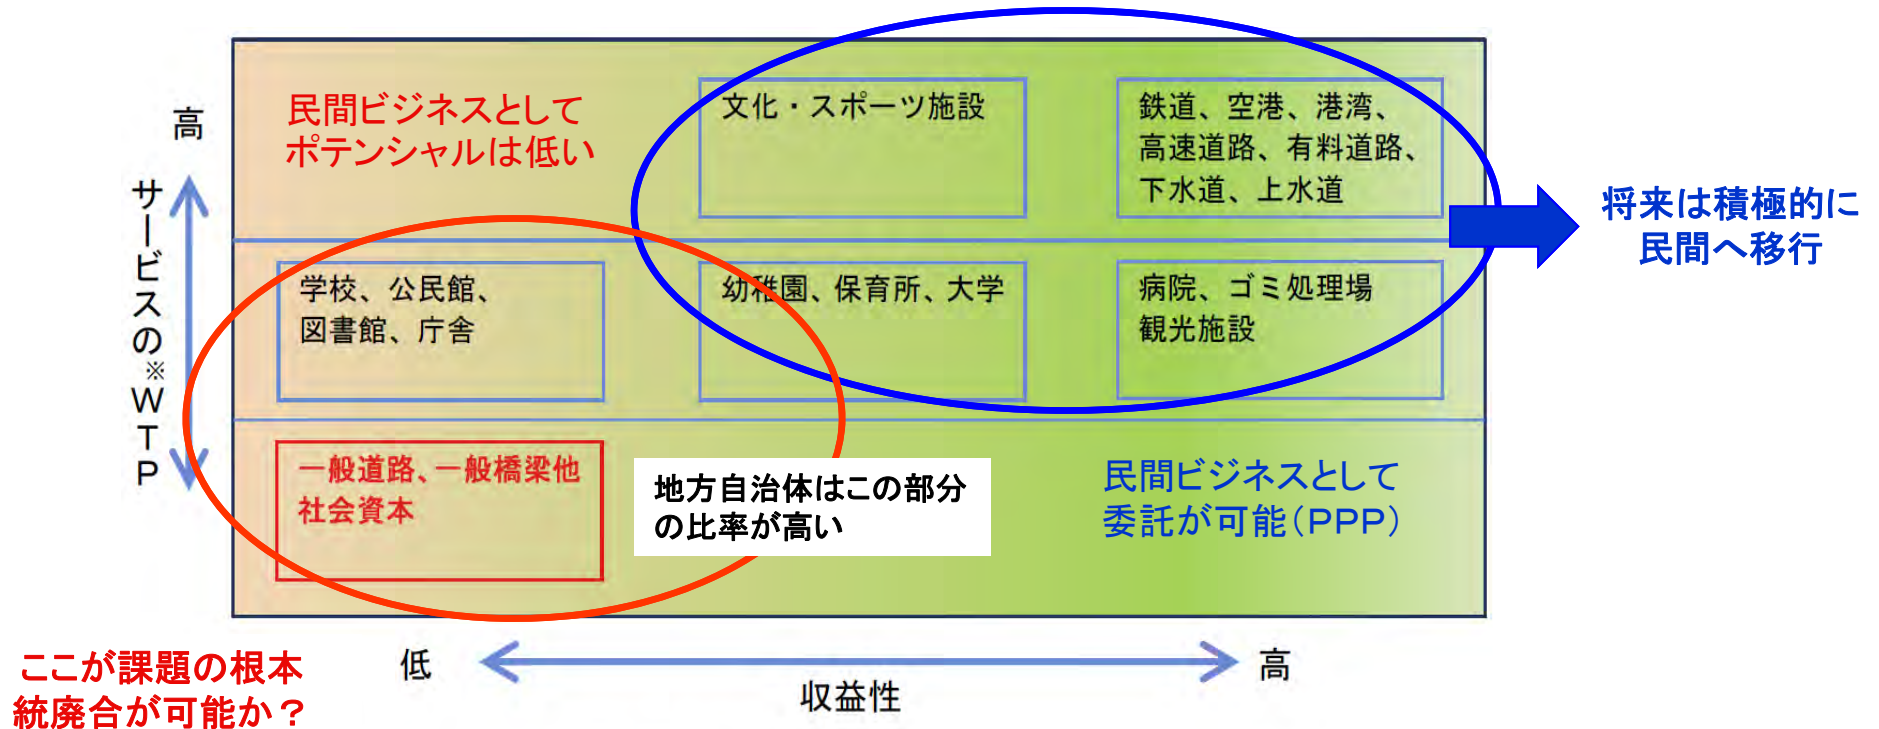 高
サービスの※WTP
民間ビジネスとして
ポテンシャルは低い
文化・スポーツ施設
鉄道、空港、港湾、
高速道路、有料道路、
下水道、上水道
将来は積極的に
民間へ移行
学校、公民館、
図書館、庁舎
幼稚園、保育所、大学
病院、ゴミ処理場
観光施設
一般道路、一般橋梁他
社会資本
地方自治体はこの部分
の比率が高い
民間ビジネスとして
委託が可能（PPP）
ここが課題の根本
統廃合が可能か？
低
高
収益性